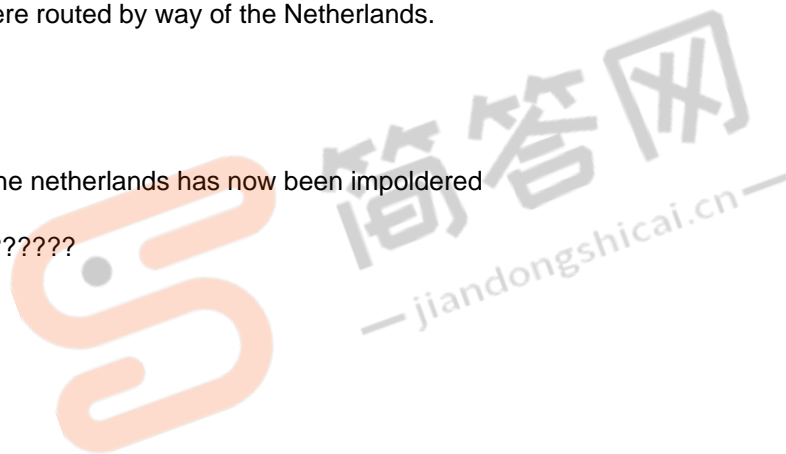 ere routed by way of the Netherlands.
he netherlands has now been impoldered
??????
简答网
jiandongshicai.cn